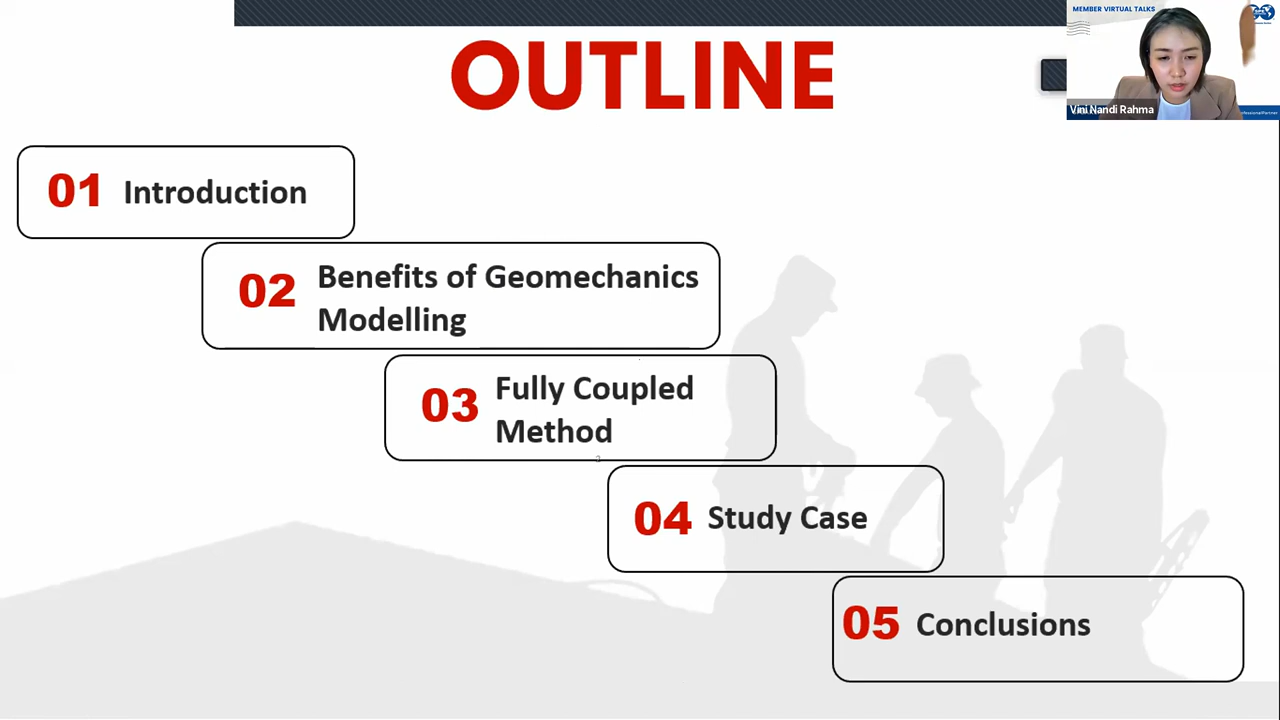 OUTLINE
MEMBER VIRTUAL TALKS
Vini Nandi Rahma
01 Introduction
02 Benefits of Geomechanics
Modelling
03 Fully Coupled
Method
04 Study Case
05 Conclusions